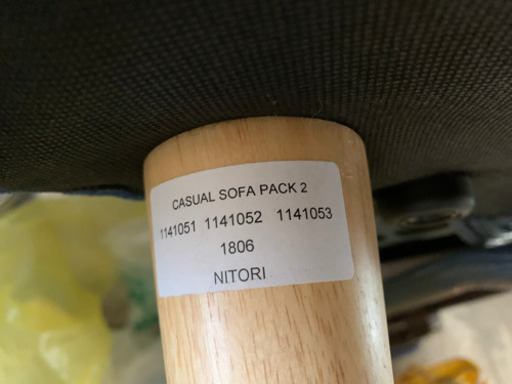 CASUAL SOFA PACK 2
1141051 1141052 1141053
1806
NITORI